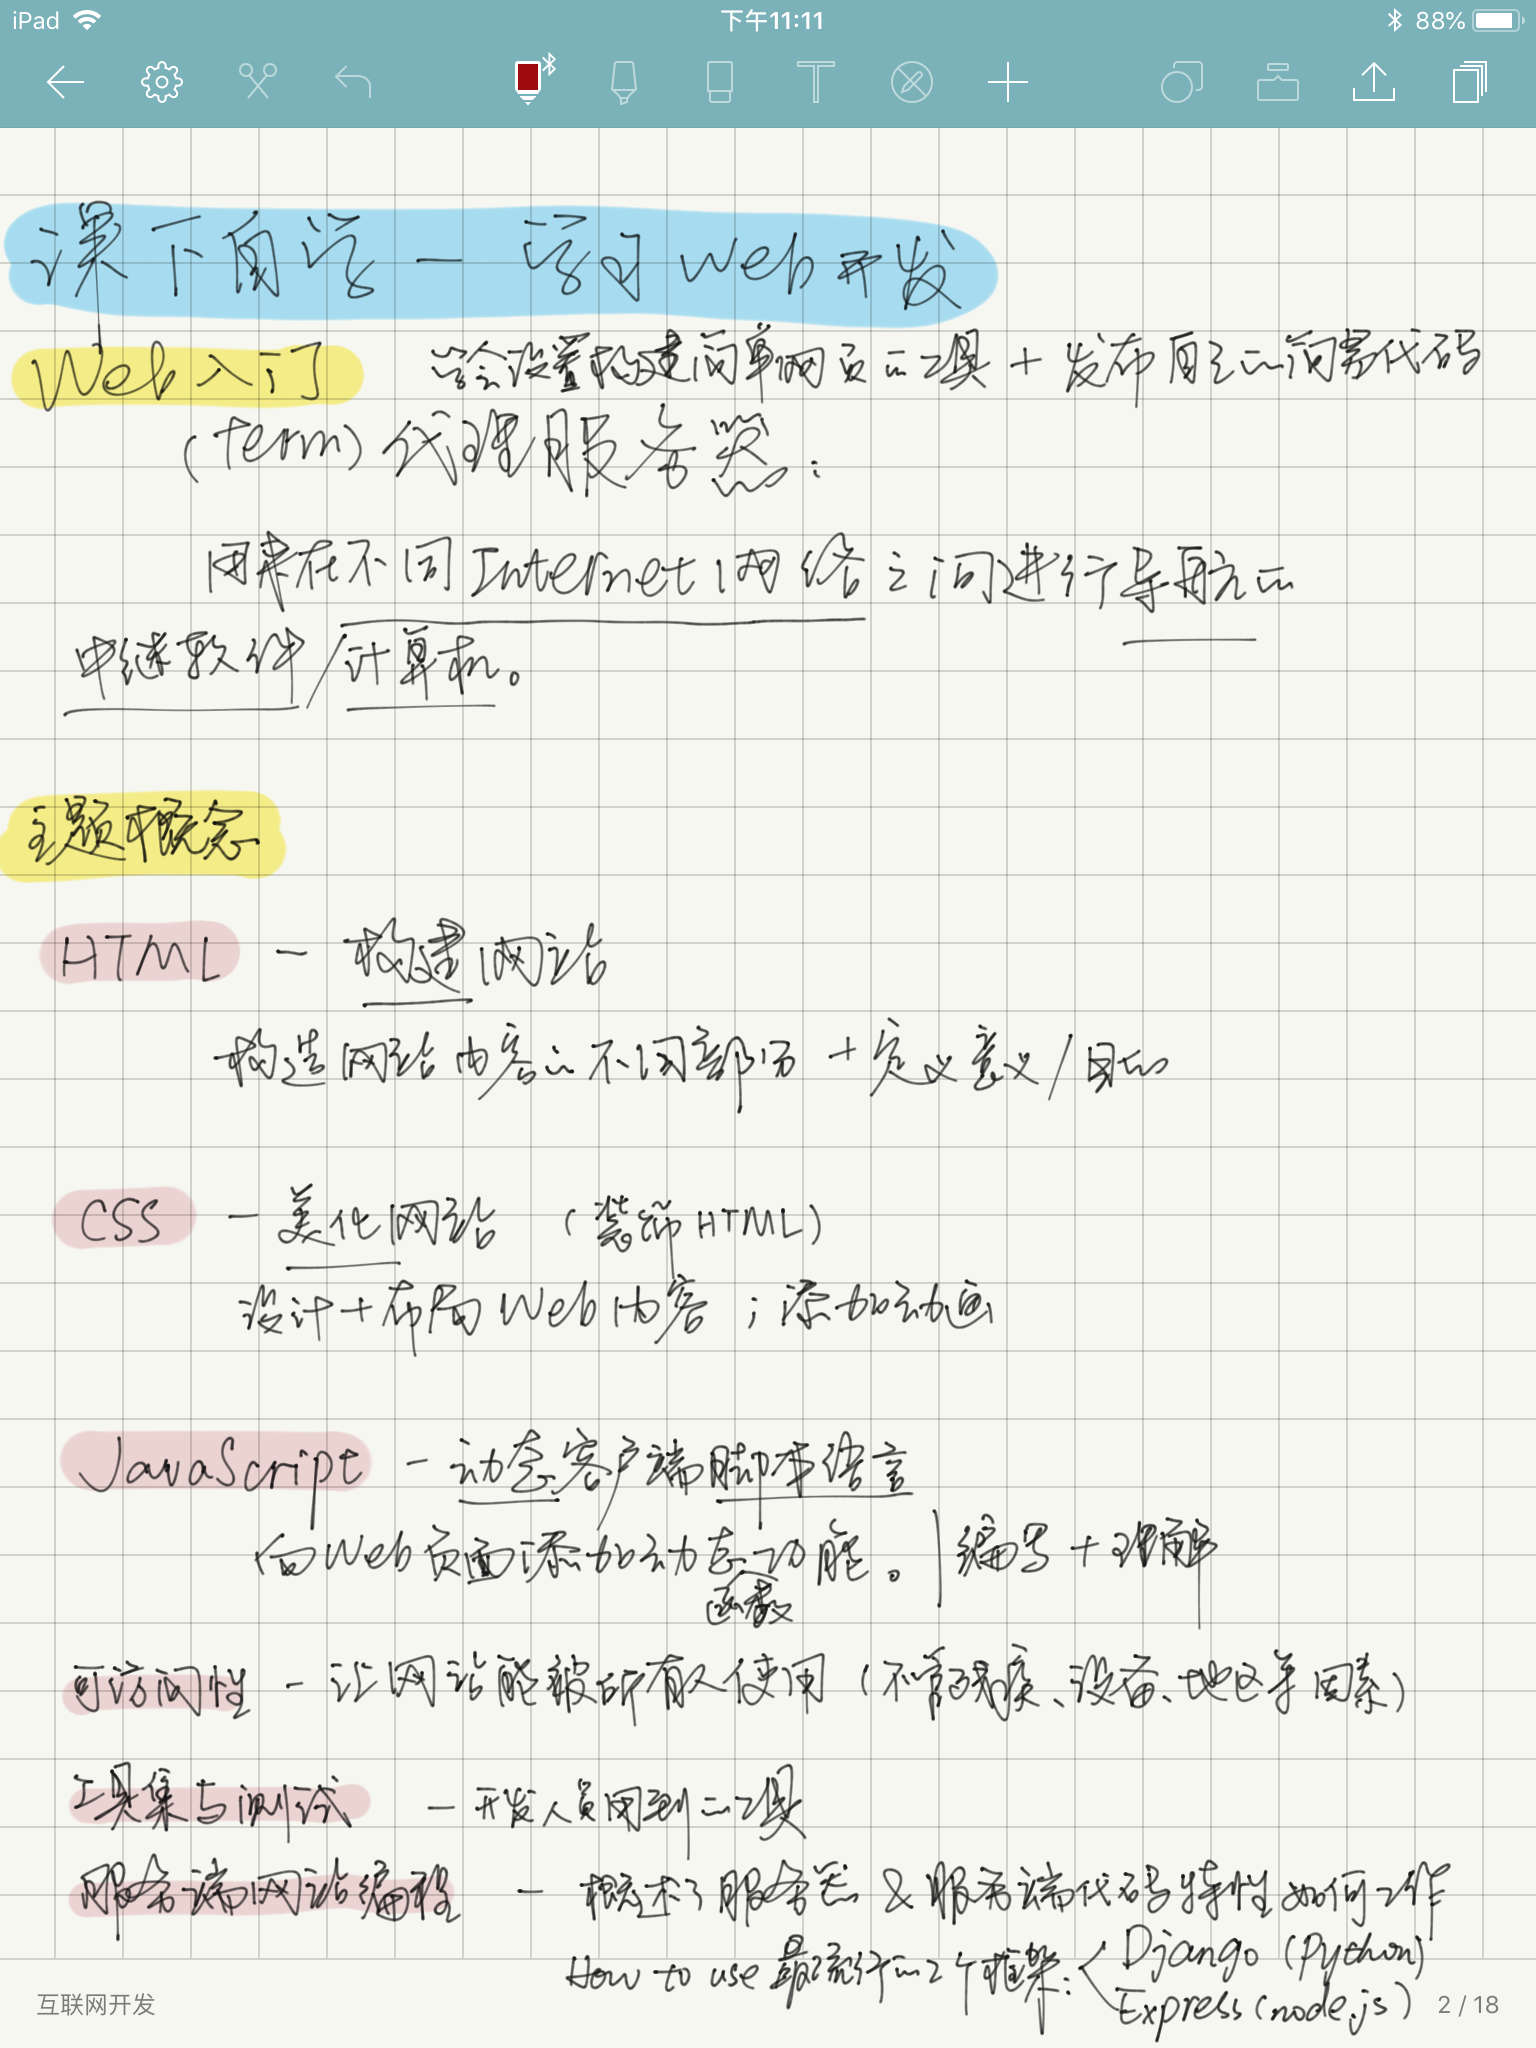 iPad 下午11:11 88%
课下自学 — 学习Web开发
Web入门 学会设置构建简单网页的工具 + 发布自己的简易代码
(term) 代理服务器:
用来在不同Internet网络之间进行导航的
中继软件/计算机。
主题概念
HTML — 构建网站
构造网站内容的不同部份 + 定义意义/目的
CSS — 美化网站 (装饰HTML)
设计+布局Web内容;添加动画
JavaScript — 动态客户端脚本语言
向Web页面添加动态功能。| 编写+理解
函数
可访问性 — 让网站能被所有人使用(不管残疾、设备、地区等因素)
工具集与测试 — 开发人员用到的工具
服务端网站编程 — 概述了服务器 & 服务端代码特性如何工作
How to use 最流行的2个框架: Django (Python)
Express (node.js)
互联网开发 2 / 18